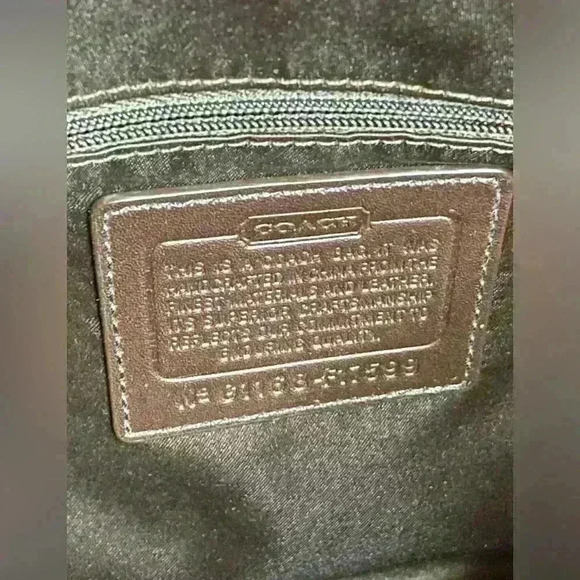 COACH
THIS IS A COACH BAG. IT WAS
HANDCRAFTED IN CHINA FROM THE
FINEST MATERIALS AND LEATHER.
ITS SUPERIOR CRAFTSMANSHIP
REFLECTS OUR COMMITMENT TO
ENDURING QUALITY.
Nº